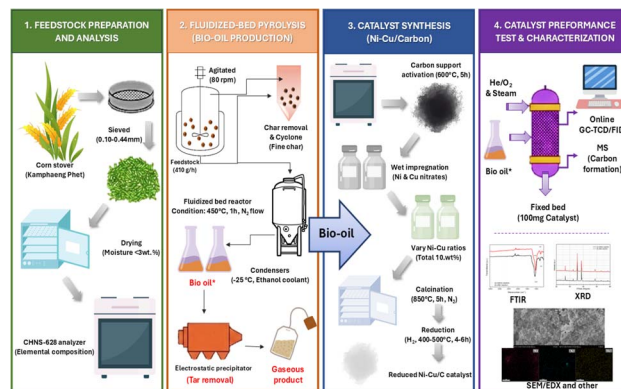 1. FEEDSTOCK PREPARATION
AND ANALYSIS
Corn stover
(Kamphaeng Phet)
Sieved
(0.10-0.44mm)
Drying
(Moisture <3wt.%)
CHNS-628 analyzer
(Elemental composition)
2. FLUIDIZED-BED PYROLYSIS
(BIO-OIL PRODUCTION)
Agitated
(80 rpm)
Char removal
& Cyclone
(Fine char)
Feedstock
(410 g/h)
Fluidized bed reactor
Condition: 450°C, 1h, N₂ flow
Condensers
(-25 °C, Ethanol coolant)
Bio oil*
Electrostatic precipitator
(Tar removal)
Gaseous
product
Bio-oil
3. CATALYST SYNTHESIS
(Ni-Cu/Carbon)
Carbon support
activation (600°C, 5h)
Wet impregnation
(Ni & Cu nitrates)
Vary Ni-Cu ratios
(Total 10.wt%)
Calcination
(850°C, 5h, N₂)
Reduction
(H₂, 400-500°C, 4-6h)
Reduced Ni-Cu/C catalyst
4. CATALYST PREFORMANCE
TEST & CHARACTERIZATION
He/O₂
& Steam
Online
GC-TCD/FID
MS
(Carbon
formation)
Bio oil*
Fixed bed
(100mg Catalyst)
FTIR
XRD
SEM/EDX and other